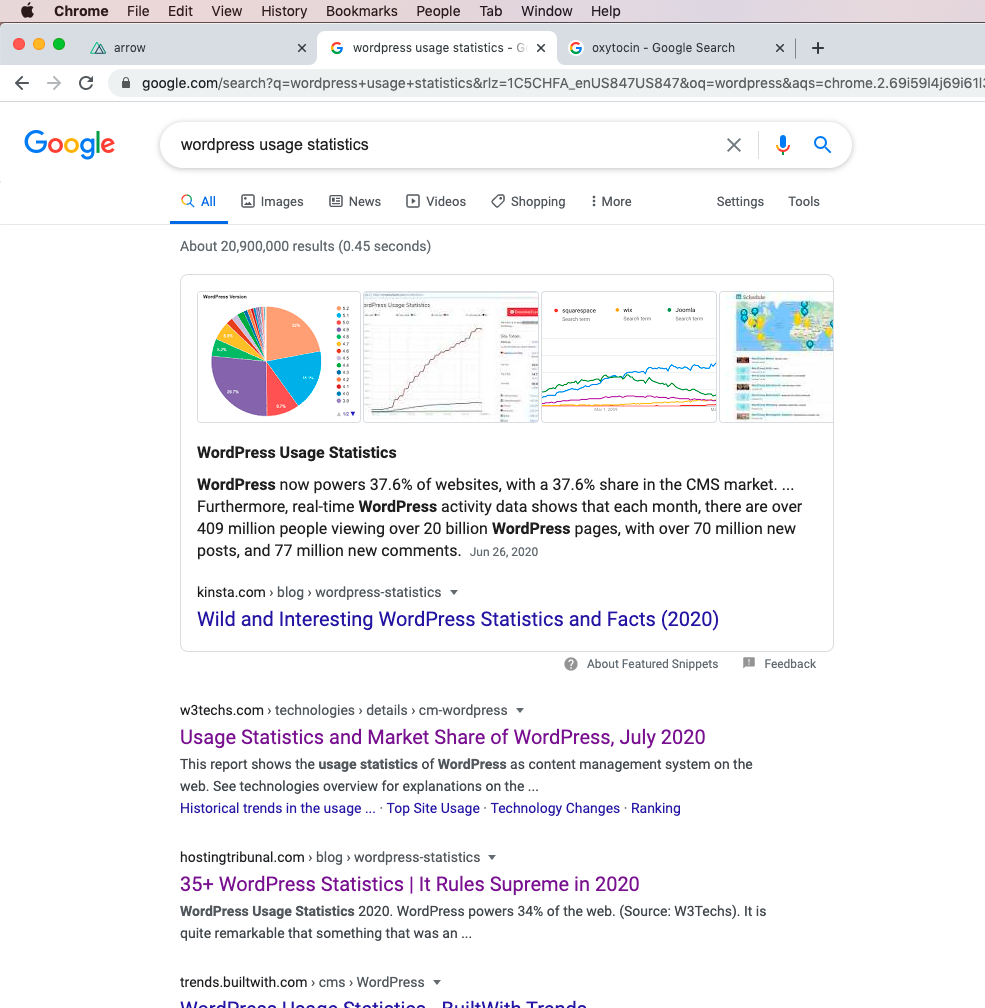 Chrome File Edit View History Bookmarks People Tab Window Help
arrow
wordpress usage statistics - G
oxytocin - Google Search
google.com/search?q=wordpress+usage+statistics&rlz=1C5CHFA_enUS847US847&oq=wordpress&aqs=chrome.2.69i59l4j69i61l
Google
wordpress usage statistics
All Images News Videos Shopping More Settings Tools
About 20,900,000 results (0.45 seconds)
WordPress Version
WordPress Usage Statistics
squarespace
Search term
wix
Search term
Joomla
Search term
Schedule
WordPress Usage Statistics
WordPress now powers 37.6% of websites, with a 37.6% share in the CMS market. ...
Furthermore, real-time WordPress activity data shows that each month, there are over
409 million people viewing over 20 billion WordPress pages, with over 70 million new
posts, and 77 million new comments. Jun 26, 2020
kinsta.com › blog › wordpress-statistics
Wild and Interesting WordPress Statistics and Facts (2020)
About Featured Snippets Feedback
w3techs.com › technologies › details › cm-wordpress
Usage Statistics and Market Share of WordPress, July 2020
This report shows the usage statistics of WordPress as content management system on the
web. See technologies overview for explanations on the ...
Historical trends in the usage ... · Top Site Usage · Technology Changes · Ranking
hostingtribunal.com › blog › wordpress-statistics
35+ WordPress Statistics | It Rules Supreme in 2020
WordPress Usage Statistics 2020. WordPress powers 34% of the web. (Source: W3Techs). It is
quite remarkable that something that was an ...
trends.builtwith.com › cms › WordPress
WordPress Usage Statistics - BuiltWith Trends